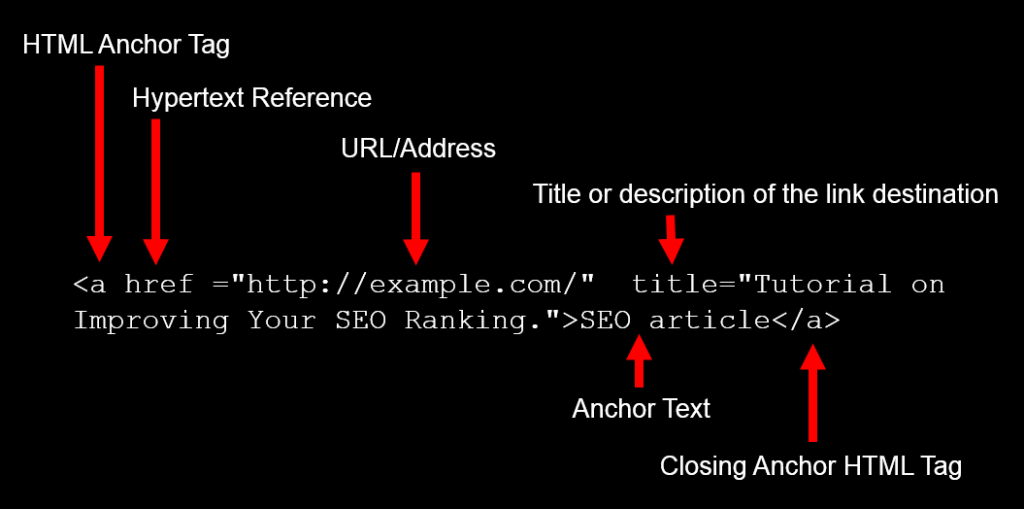 HTML Anchor Tag
Hypertext Reference
URL/Address
Title or description of the link destination
<a href ="http://example.com/"  title="Tutorial on
Improving Your SEO Ranking.">SEO article</a>
Anchor Text
Closing Anchor HTML Tag